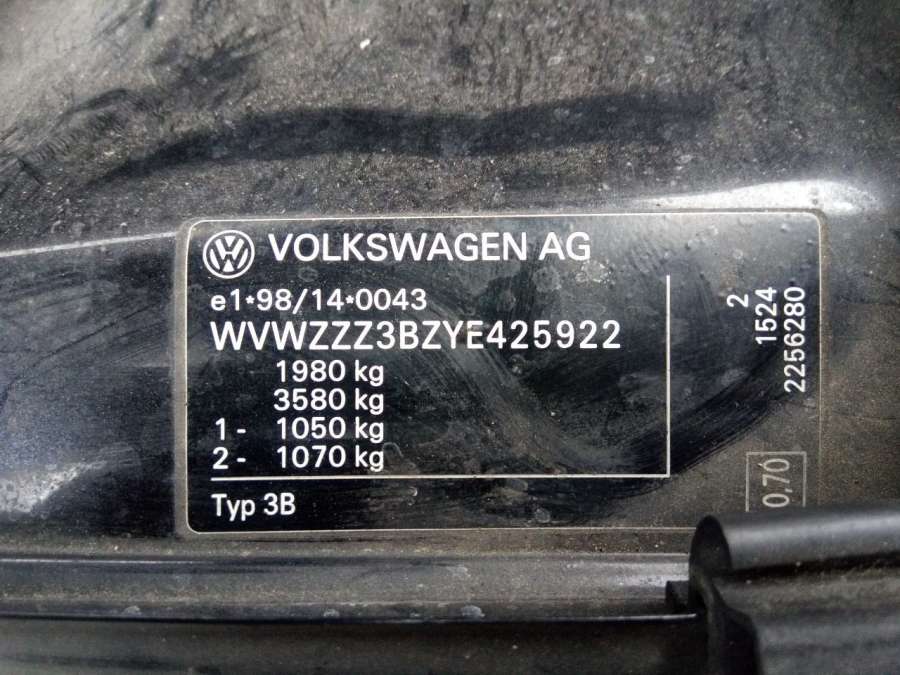 VOLKSWAGEN AG
e1*98/14*0043
WVWZZZ3BZYE425922
1980 kg
3580 kg
1- 1050 kg
2- 1070 kg
Typ 3B
2
1524
2256280
0,70